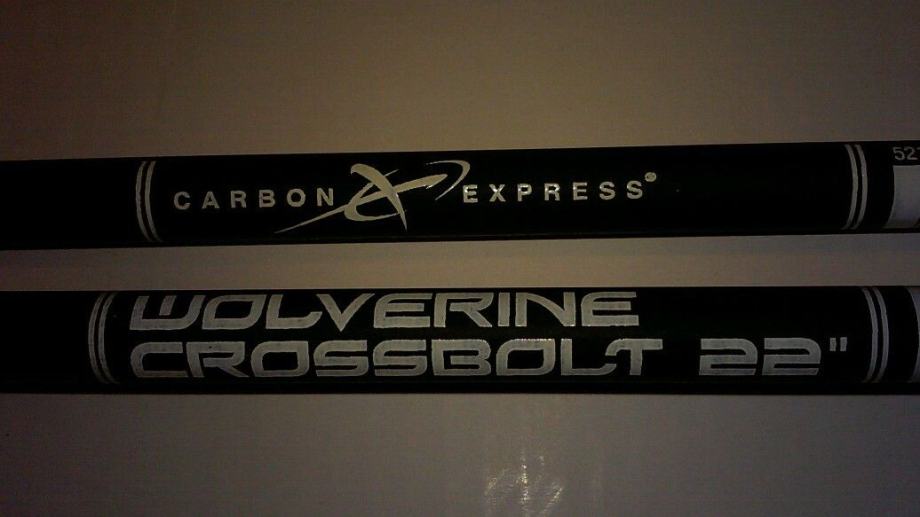 CARBON EXPRESS®
WOLVERINE
CROSSBOLT 22"